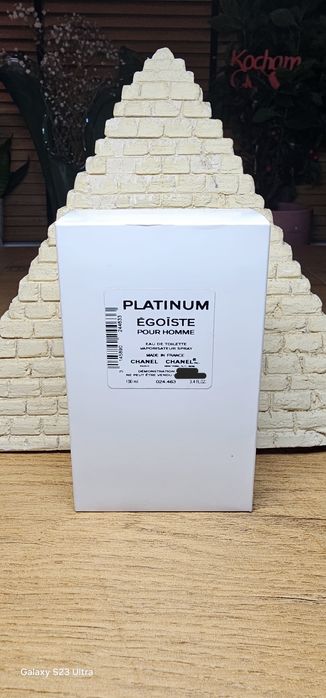 Kocham
PLATINUM
ÉGOÏSTE
POUR HOMME
EAU DE TOILETTE
VAPORISATEUR SPRAY
MADE IN FRANCE
CHANEL CHANEL
DÉMONSTRATION
NE PEUT ÊTRE VENDU
100 ml 024.463 3.4 FL.OZ.
Galaxy S23 Ultra